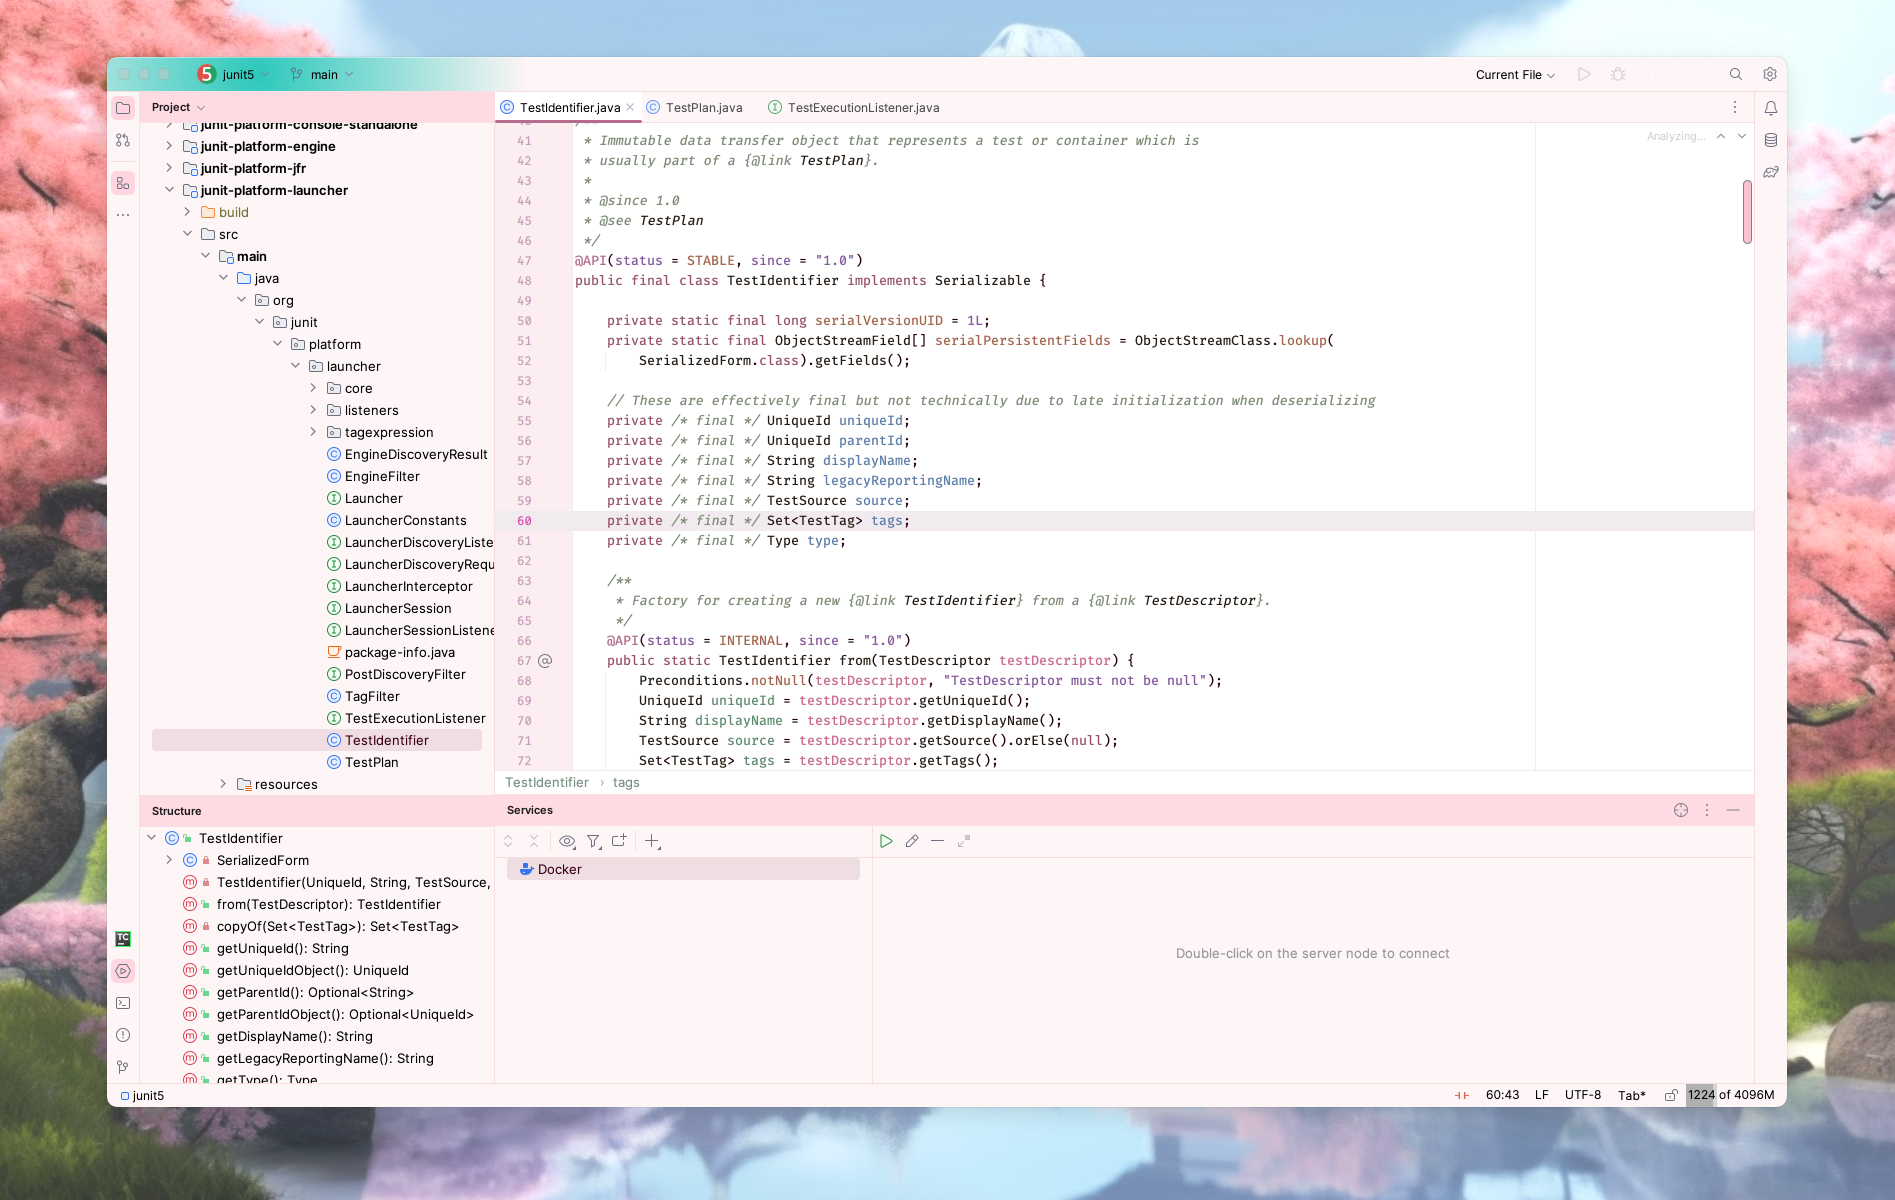 5 junit5 main Current File
Project
junit-platform-console-standalone
junit-platform-engine
junit-platform-jfr
junit-platform-launcher
build
src
main
java
org
junit
platform
launcher
core
listeners
tagexpression
EngineDiscoveryResult
EngineFilter
Launcher
LauncherConstants
LauncherDiscoveryListe
LauncherDiscoveryRequ
LauncherInterceptor
LauncherSession
LauncherSessionListene
package-info.java
PostDiscoveryFilter
TagFilter
TestExecutionListener
TestIdentifier
TestPlan
resources
TestIdentifier.java TestPlan.java TestExecutionListener.java
Analyzing...
40 /**
41 * Immutable data transfer object that represents a test or container which is
42 * usually part of a {@link TestPlan}.
43 *
44 * @since 1.0
45 * @see TestPlan
46 */
47 @API(status = STABLE, since = "1.0")
48 public final class TestIdentifier implements Serializable {
49
50 private static final long serialVersionUID = 1L;
51 private static final ObjectStreamField[] serialPersistentFields = ObjectStreamClass.lookup(
52 SerializedForm.class).getFields();
53
54 // These are effectively final but not technically due to late initialization when deserializing
55 private /* final */ UniqueId uniqueId;
56 private /* final */ UniqueId parentId;
57 private /* final */ String displayName;
58 private /* final */ String legacyReportingName;
59 private /* final */ TestSource source;
60 private /* final */ Set<TestTag> tags;
61 private /* final */ Type type;
62
63 /**
64 * Factory for creating a new {@link TestIdentifier} from a {@link TestDescriptor}.
65 */
66 @API(status = INTERNAL, since = "1.0")
67 public static TestIdentifier from(TestDescriptor testDescriptor) {
68 Preconditions.notNull(testDescriptor, "TestDescriptor must not be null");
69 UniqueId uniqueId = testDescriptor.getUniqueId();
70 String displayName = testDescriptor.getDisplayName();
71 TestSource source = testDescriptor.getSource().orElse(null);
72 Set<TestTag> tags = testDescriptor.getTags();
TestIdentifier › tags
Structure
TestIdentifier
SerializedForm
TestIdentifier(UniqueId, String, TestSource,
from(TestDescriptor): TestIdentifier
copyOf(Set<TestTag>): Set<TestTag>
getUniqueId(): String
getUniqueIdObject(): UniqueId
getParentId(): Optional<String>
getParentIdObject(): Optional<UniqueId>
getDisplayName(): String
getLegacyReportingName(): String
getType(): Type
Services
Docker
Double-click on the server node to connect
TC
junit5
60:43 LF UTF-8 Tab* 1224 of 4096M